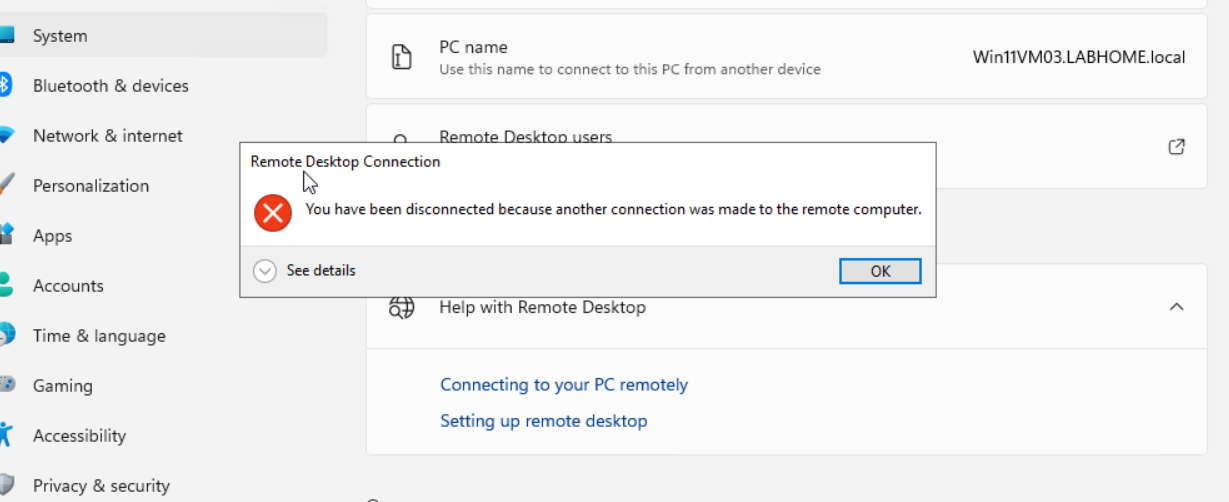 System
Bluetooth & devices
Network & internet
Personalization
Apps
Accounts
Time & language
Gaming
Accessibility
Privacy & security
PC name
Use this name to connect to this PC from another device
Win11VM03.LABHOME.local
Remote Desktop users
Remote Desktop Connection
You have been disconnected because another connection was made to the remote computer.
See details
OK
Help with Remote Desktop
Connecting to your PC remotely
Setting up remote desktop